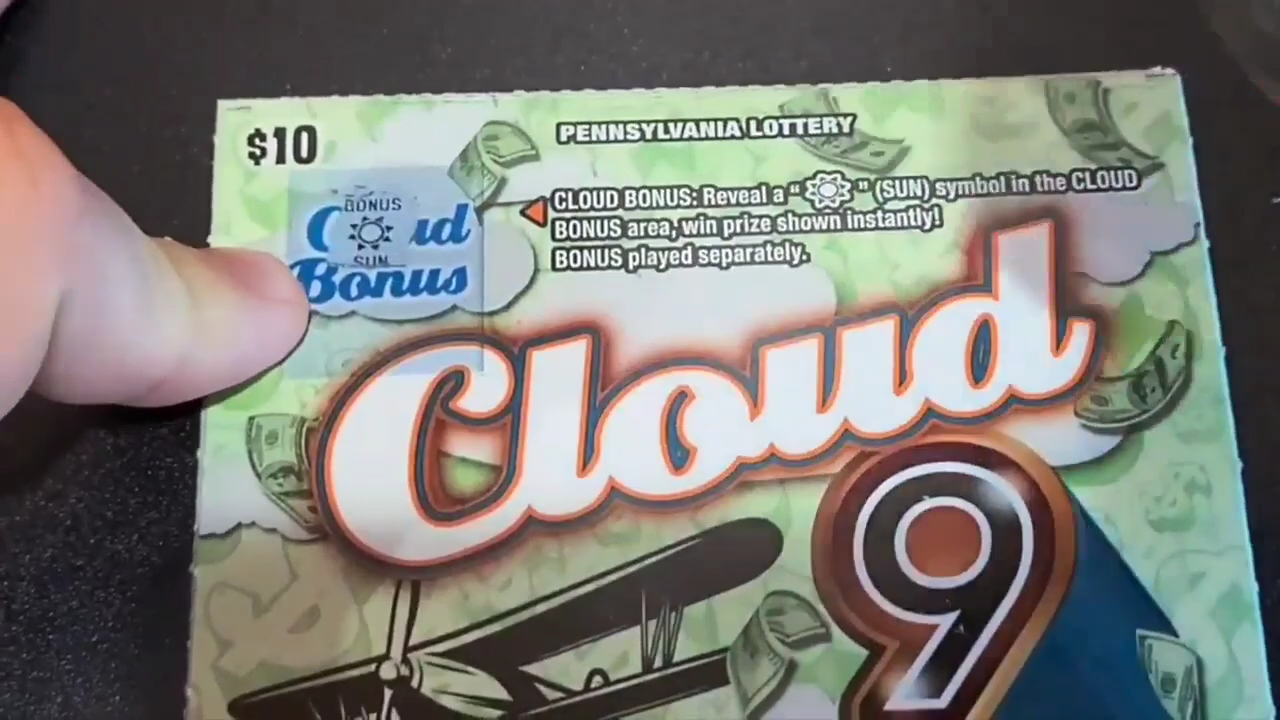 $10
PENNSYLVANIA LOTTERY
CLOUD BONUS: Reveal a “ ” (SUN) symbol in the CLOUD
BONUS area, win prize shown instantly!
BONUS played separately.
BONUS
C ud
SUN
Bonus
Cloud
9